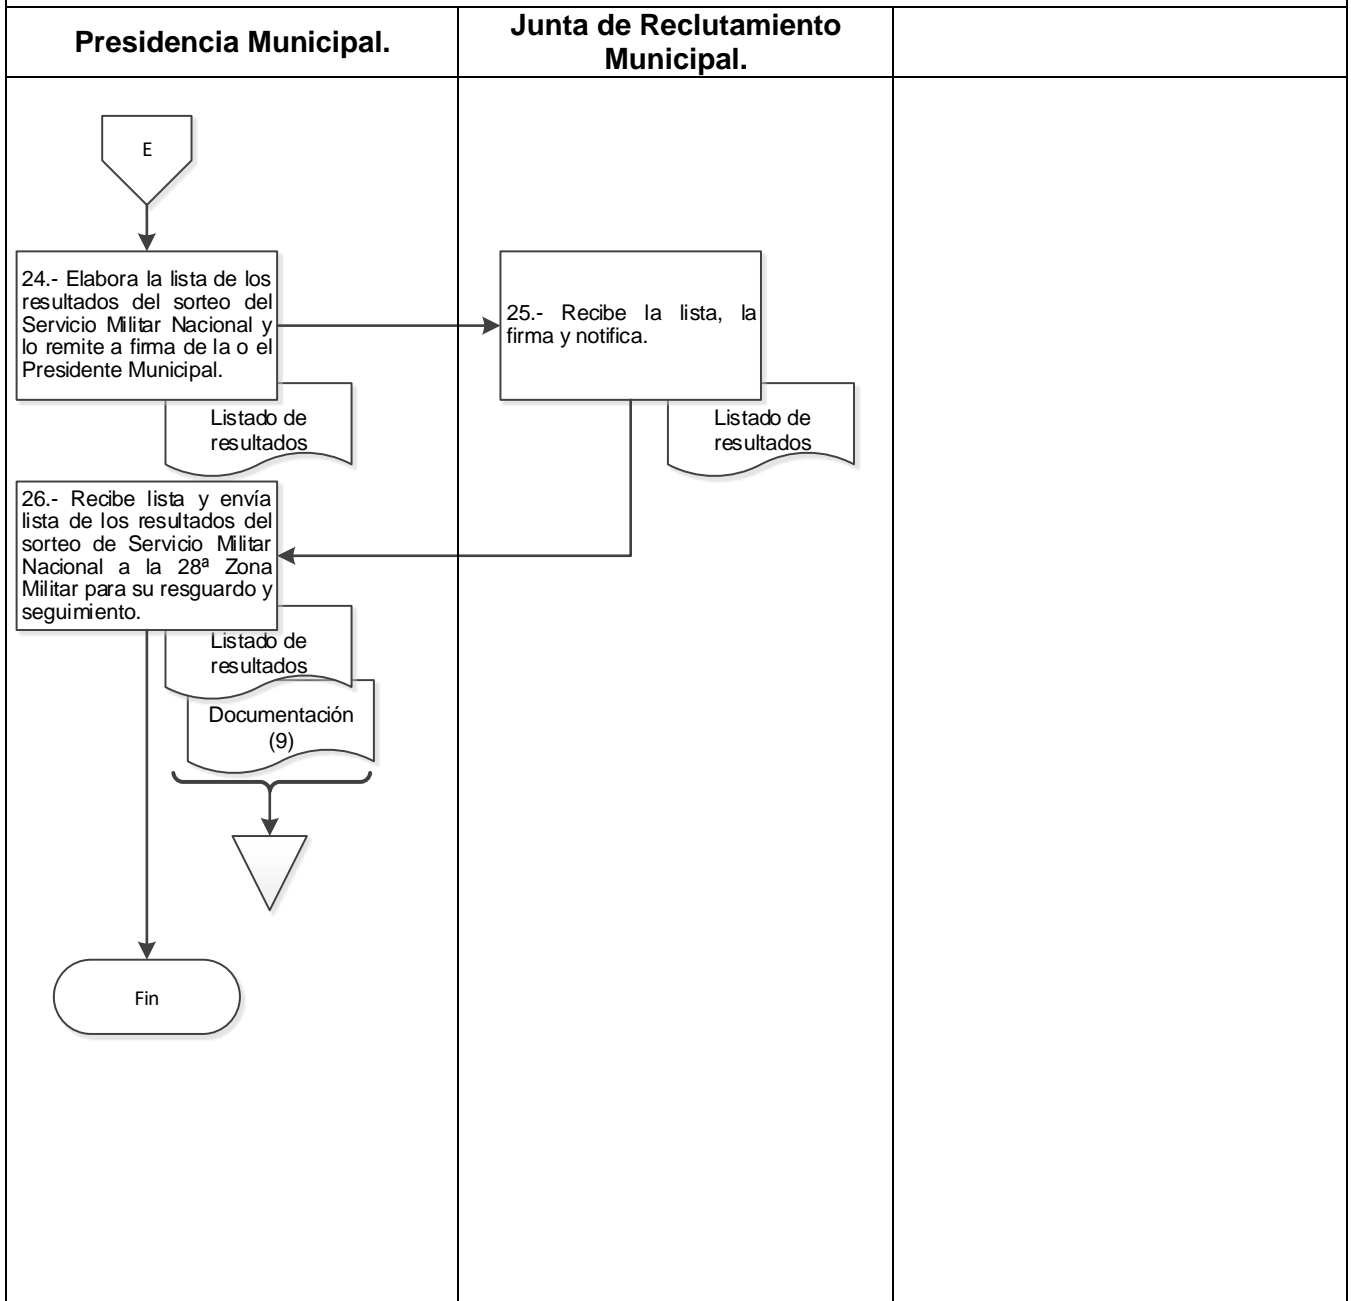 Presidencia Municipal.
Junta de Reclutamiento
Municipal.
E
24.- Elabora la lista de los
resultados del sorteo del
Servicio Militar Nacional y
lo remite a firma de la o el
Presidente Municipal.
Listado de
resultados
25.- Recibe la lista, la
firma y notifica.
Listado de
resultados
26.- Recibe lista y envía
lista de los resultados del
sorteo de Servicio Militar
Nacional a la 28ª Zona
Militar para su resguardo y
seguimiento.
Listado de
resultados
Documentación
(9)
Fin